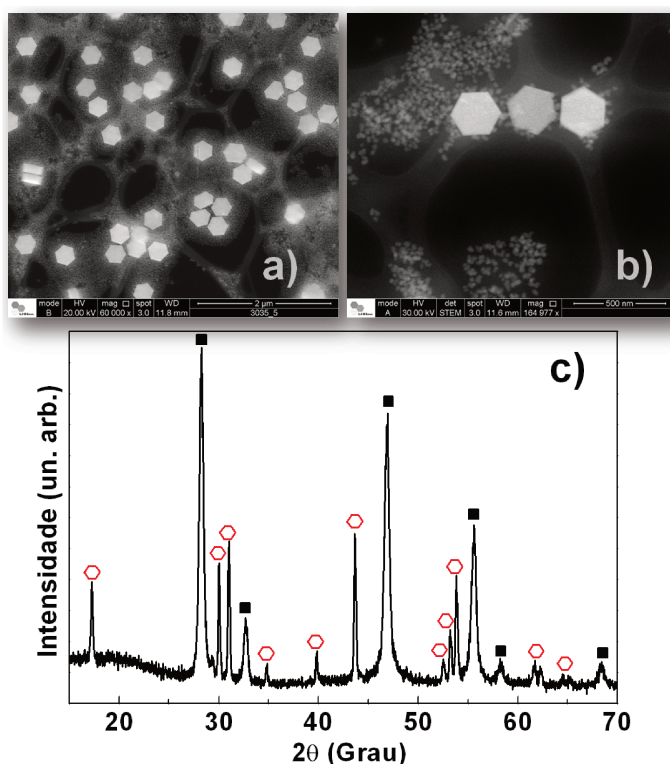 a)
mode HV mag □ spot WD 2 µm
B 20.00 kV 60 000 x 3.0 11.8 mm 3035_5
b)
mode HV det spot WD mag □ 500 nm
A 30.00 kV STEM 3.0 11.6 mm 164 977 x
c)
Intensidade (un. arb.)
20 30 40 50 60 70
2θ (Grau)